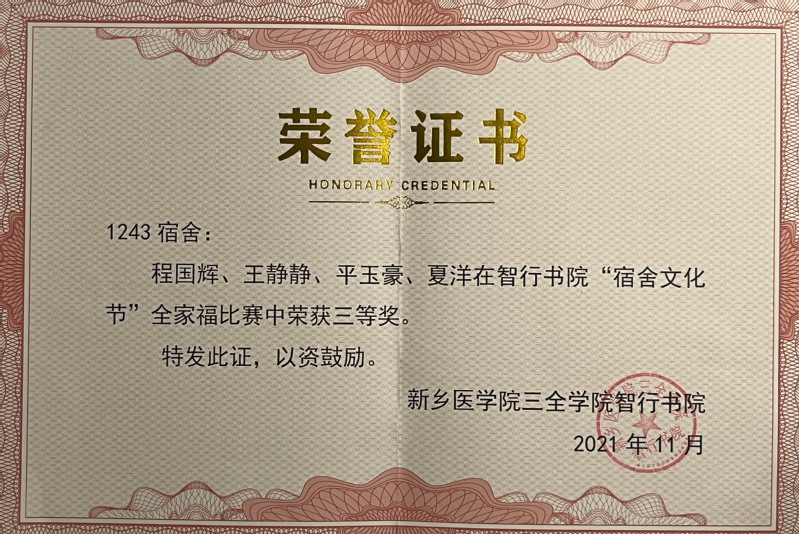 荣誉证书
HONORARY CREDENTIAL
1243 宿舍：
程国辉、王静静、平玉豪、夏洋在智行书院“宿舍文化
节”全家福比赛中荣获三等奖。
特发此证，以资鼓励。
新乡医学院三全学院智行书院
2021 年 11 月